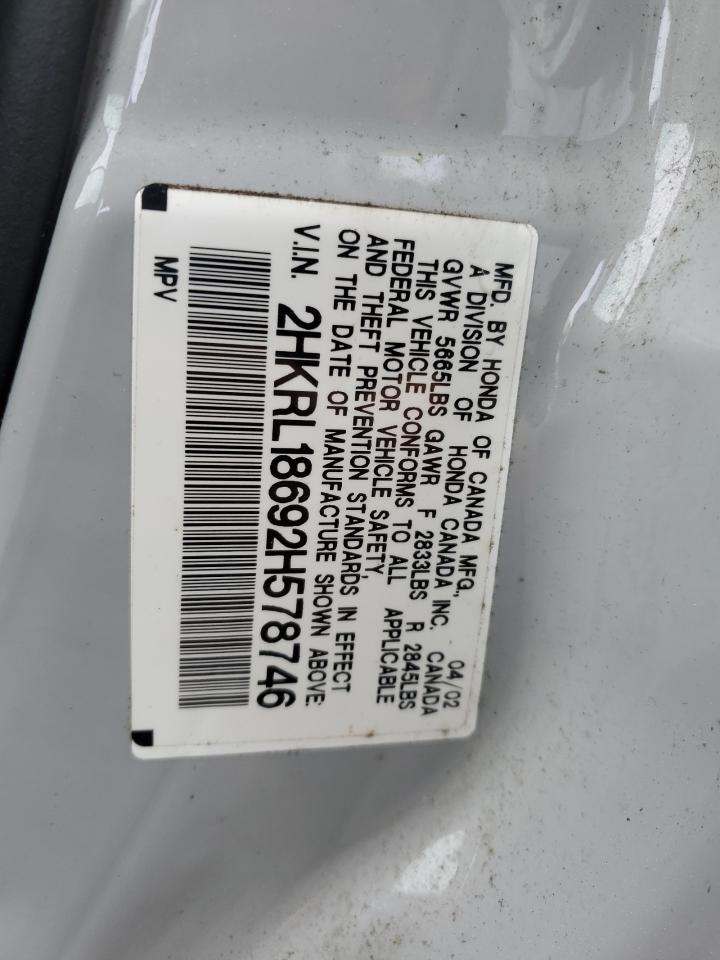 MFD. BY HONDA OF CANADA MFG.,
A DIVISION OF HONDA CANADA INC. CANADA 04/02
GVWR 5665LBS GAWR F 2833LBS R 2845LBS
THIS VEHICLE CONFORMS TO ALL APPLICABLE
FEDERAL MOTOR VEHICLE SAFETY,
AND THEFT PREVENTION STANDARDS IN EFFECT
ON THE DATE OF MANUFACTURE SHOWN ABOVE:
V.I.N. 2HKRL18692H578746
MPV